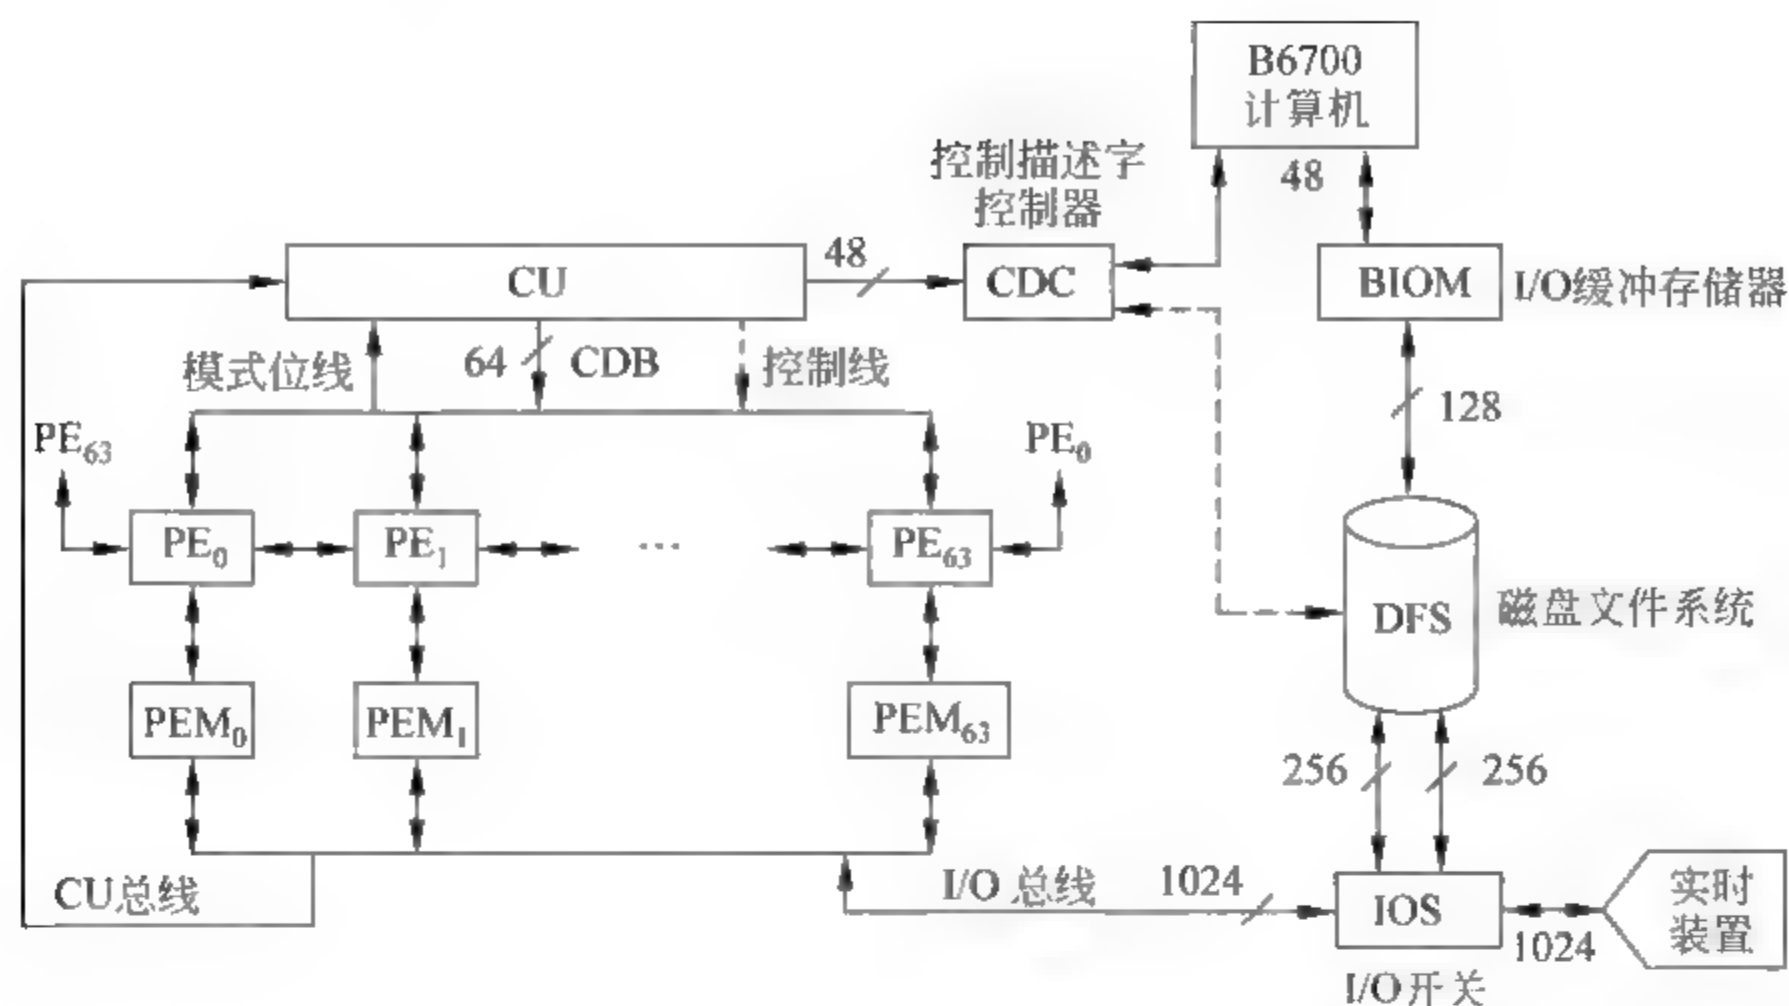 B6700
计算机
控制描述字
控制器
48
48
CU
CDC
BIOM
I/O缓冲存储器
模式位线
64
CDB
控制线
128
PE63
PE0
PE0
PE1
...
PE63
DFS
磁盘文件系统
PEM0
PEM1
PEM63
256
256
CU总线
I/O 总线
1024
IOS
实时
装置
1024
I/O开关